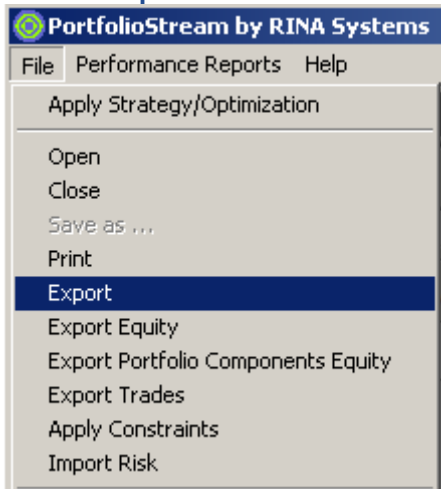 PortfolioStream by RINA Systems
File Performance Reports Help
Apply Strategy/Optimization
Open
Close
Save as ...
Print
Export
Export Equity
Export Portfolio Components Equity
Export Trades
Apply Constraints
Import Risk